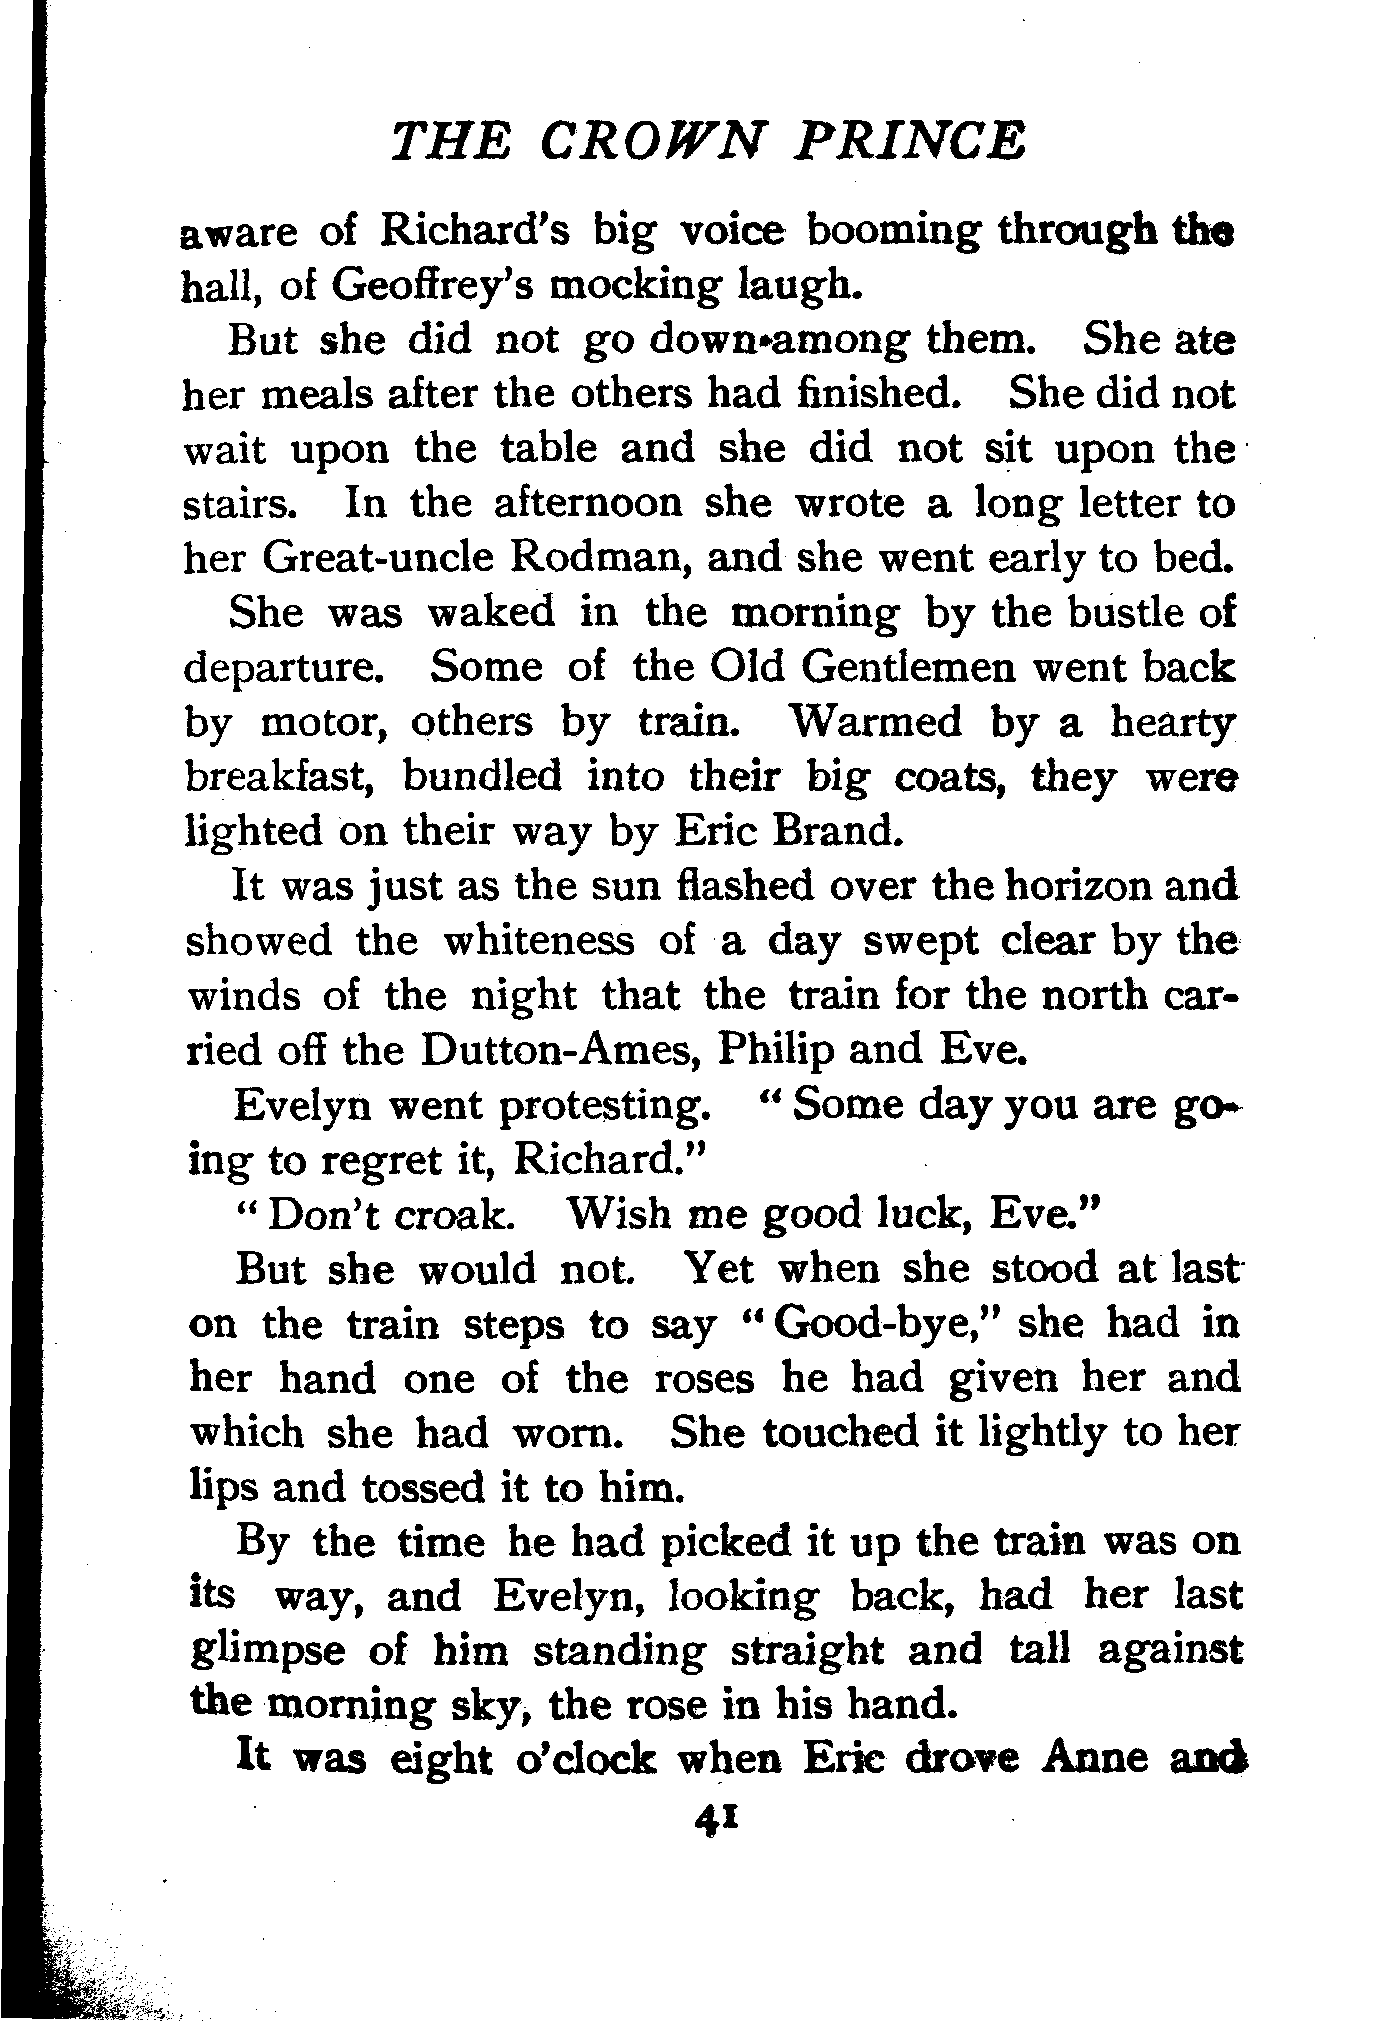 THE CROWN PRINCE
aware of Richard's big voice booming through the
hall, of Geoffrey's mocking laugh.
But she did not go down among them. She ate
her meals after the others had finished. She did not
wait upon the table and she did not sit upon the
stairs. In the afternoon she wrote a long letter to
her Great-uncle Rodman, and she went early to bed.
She was waked in the morning by the bustle of
departure. Some of the Old Gentlemen went back
by motor, others by train. Warmed by a hearty
breakfast, bundled into their big coats, they were
lighted on their way by Eric Brand.
It was just as the sun flashed over the horizon and
showed the whiteness of a day swept clear by the
winds of the night that the train for the north car-
ried off the Dutton-Ames, Philip and Eve.
Evelyn went protesting. "Some day you are go-
ing to regret it, Richard."
"Don't croak. Wish me good luck, Eve."
But she would not. Yet when she stood at last
on the train steps to say "Good-bye," she had in
her hand one of the roses he had given her and
which she had worn. She touched it lightly to her
lips and tossed it to him.
By the time he had picked it up the train was on
its way, and Evelyn, looking back, had her last
glimpse of him standing straight and tall against
the morning sky, the rose in his hand.
It was eight o'clock when Eric drove Anne and
41